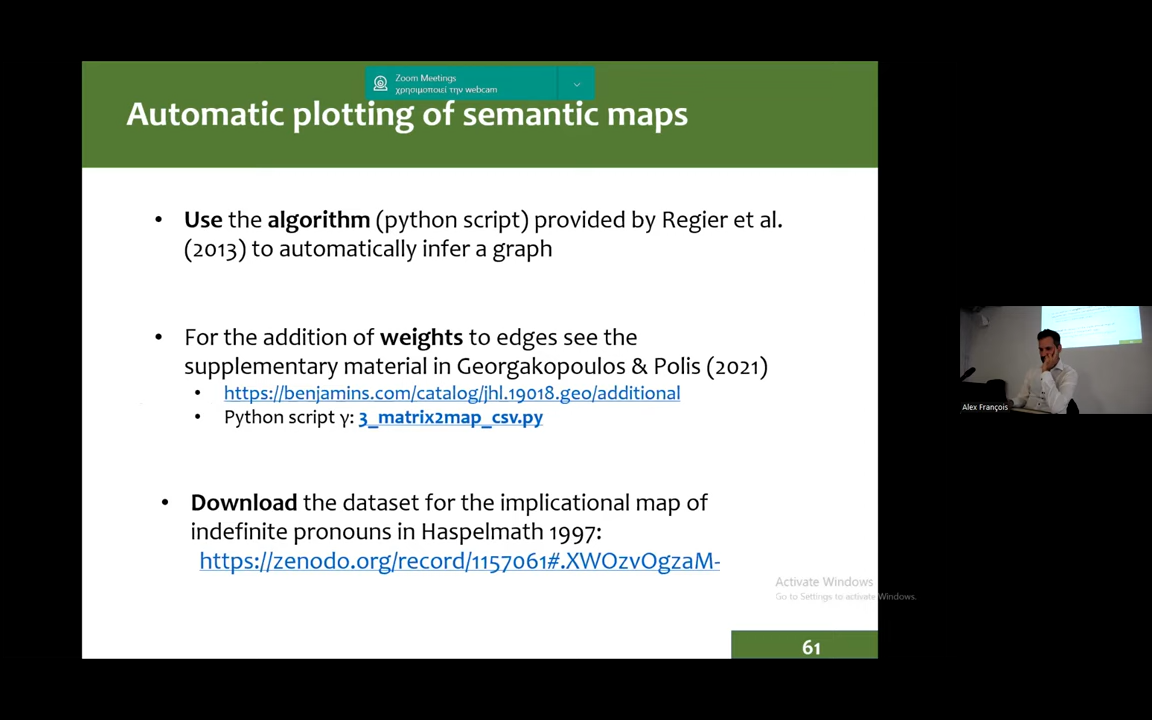 Zoom Meetings
χρησιμοποιεί την webcam
Automatic plotting of semantic maps
• Use the algorithm (python script) provided by Regier et al.
(2013) to automatically infer a graph
• For the addition of weights to edges see the
supplementary material in Georgakopoulos & Polis (2021)
• https://benjamins.com/catalog/jhl.19018.geo/additional
• Python script γ: 3_matrix2map_csv.py
Alex François
• Download the dataset for the implicational map of
indefinite pronouns in Haspelmath 1997:
https://zenodo.org/record/1157061#.XWOzvOgzaM-
Activate Windows
Go to Settings to activate Windows.
61